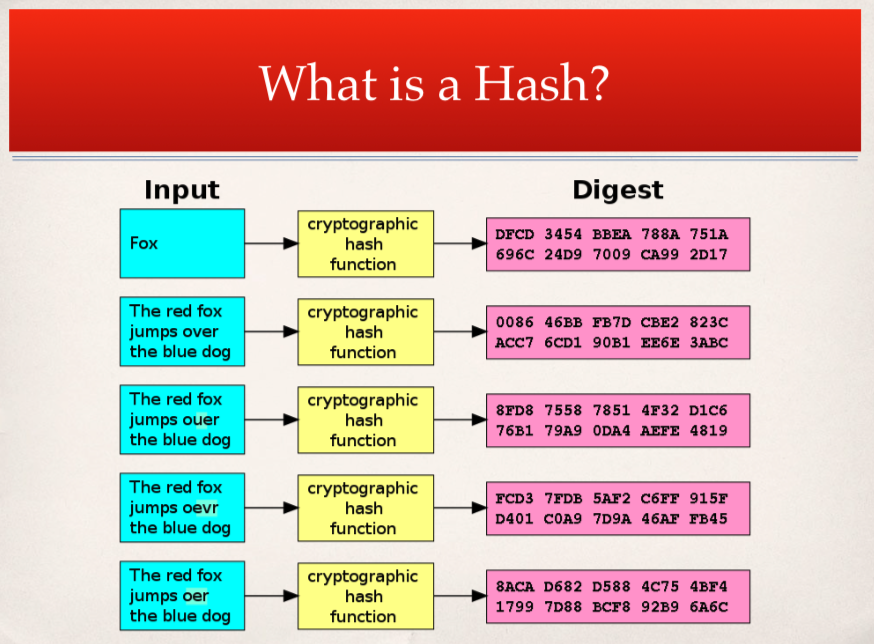 What is a Hash?
Input
Digest
Fox
cryptographic
hash
function
DFCD 3454 BBEA 788A 751A
696C 24D9 7009 CA99 2D17
The red fox
jumps over
the blue dog
cryptographic
hash
function
0086 46BB FB7D CBE2 823C
ACC7 6CD1 90B1 EE6E 3ABC
The red fox
jumps ouer
the blue dog
cryptographic
hash
function
8FD8 7558 7851 4F32 D1C6
76B1 79A9 0DA4 AEFE 4819
The red fox
jumps oevr
the blue dog
cryptographic
hash
function
FCD3 7FDB 5AF2 C6FF 915F
D401 C0A9 7D9A 46AF FB45
The red fox
jumps oer
the blue dog
cryptographic
hash
function
8ACA D682 D588 4C75 4BF4
1799 7D88 BCF8 92B9 6A6C